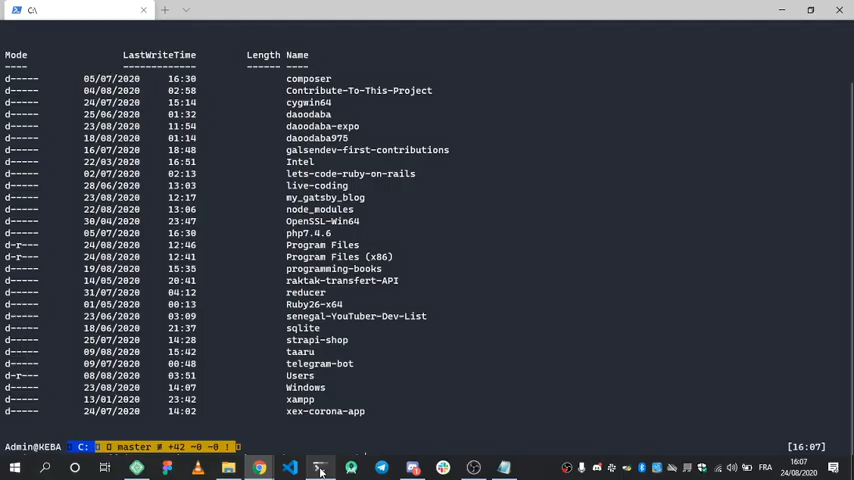 C:\
Mode LastWriteTime Length Name
---- ------------- ------ ----
d----- 05/07/2020 16:30 composer
d----- 04/08/2020 02:58 Contribute-To-This-Project
d----- 24/07/2020 15:14 cygwin64
d----- 25/06/2020 01:32 daoodaba
d----- 23/08/2020 11:54 daoodaba-expo
d----- 18/08/2020 01:14 daoodaba975
d----- 16/07/2020 18:48 galsendev-first-contributions
d----- 22/03/2020 16:51 Intel
d----- 02/07/2020 02:13 lets-code-ruby-on-rails
d----- 28/06/2020 13:03 live-coding
d----- 23/08/2020 12:17 my_gatsby_blog
d----- 22/08/2020 13:06 node_modules
d----- 30/04/2020 23:47 OpenSSL-Win64
d----- 05/07/2020 16:30 php7.4.6
d-r--- 24/08/2020 12:46 Program Files
d-r--- 24/08/2020 12:41 Program Files (x86)
d----- 19/08/2020 15:35 programming-books
d----- 14/05/2020 20:41 raktak-transfert-API
d----- 31/07/2020 04:12 reducer
d----- 01/05/2020 00:13 Ruby26-x64
d----- 23/06/2020 03:09 senegal-YouTuber-Dev-List
d----- 18/06/2020 21:37 sqlite
d----- 25/07/2020 14:28 strapi-shop
d----- 09/08/2020 15:42 taaru
d----- 09/07/2020 00:48 telegram-bot
d-r--- 08/08/2020 03:51 Users
d----- 23/08/2020 14:07 Windows
d----- 13/01/2020 23:42 xampp
d----- 24/07/2020 14:02 xex-corona-app
Admin@KEBA C: master ≢ +42 ~0 -0 ! [16:07]
FRA 16:07
24/08/2020